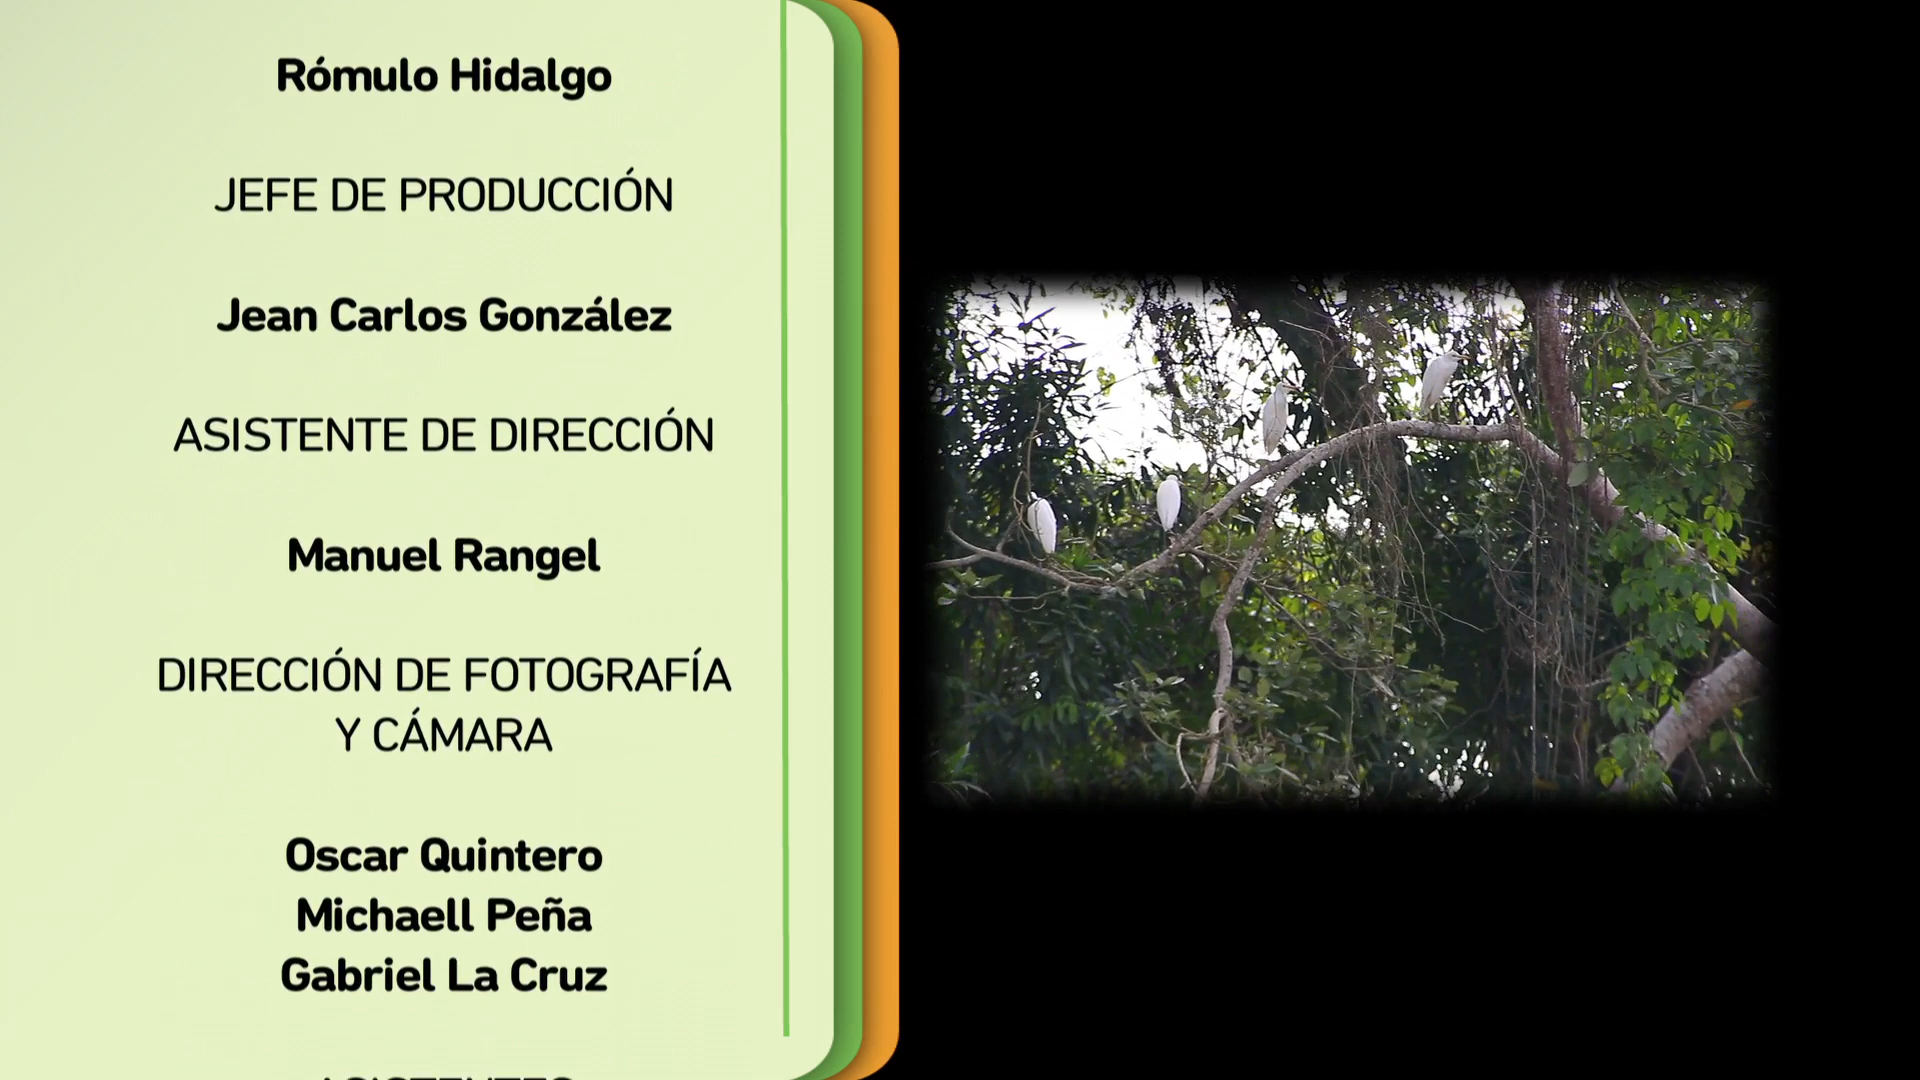 Rómulo Hidalgo
JEFE DE PRODUCCIÓN
Jean Carlos González
ASISTENTE DE DIRECCIÓN
Manuel Rangel
DIRECCIÓN DE FOTOGRAFÍA
Y CÁMARA
Oscar Quintero
Michaell Peña
Gabriel La Cruz